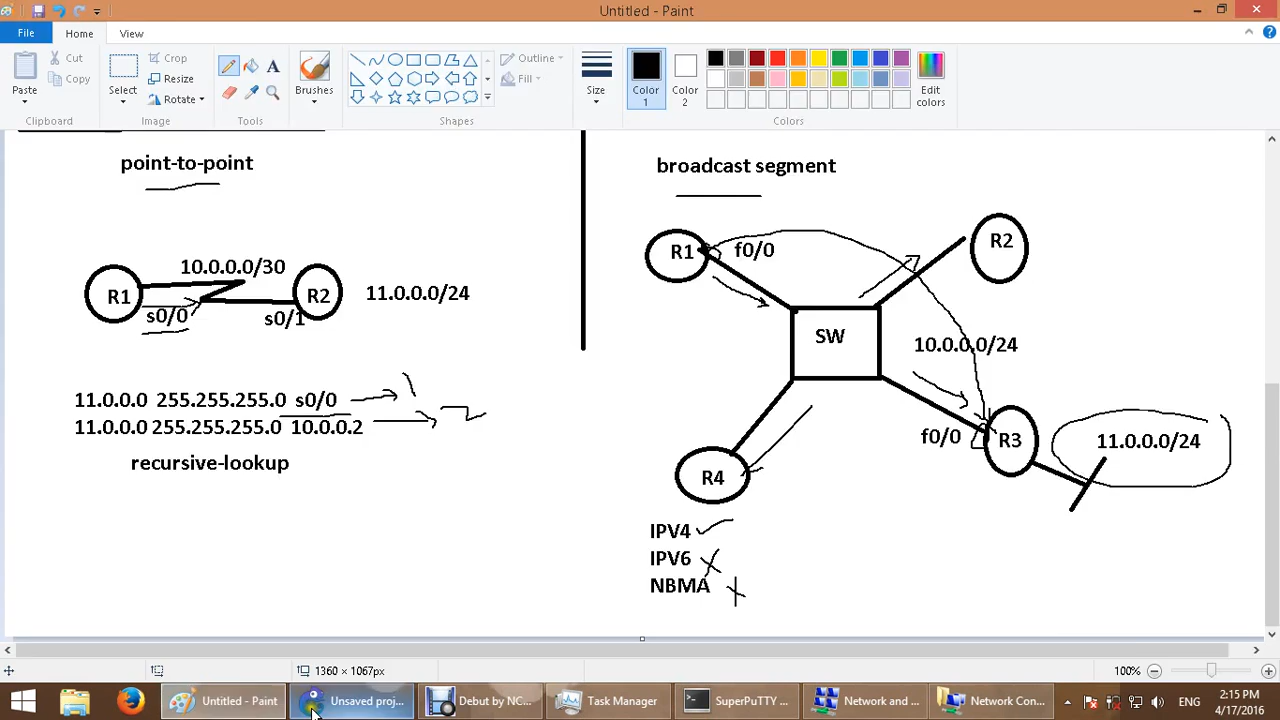 Untitled - Paint
File
Home
View
Paste
Cut
Copy
Clipboard
Select
Crop
Resize
Rotate
Image
A
Tools
Brushes
Outline
Fill
Shapes
Size
Color
1
Color
2
Edit
colors
Colors
point-to-point
R1
10.0.0.0/30
R2
11.0.0.0/24
s0/0
s0/1
11.0.0.0 255.255.255.0 s0/0
11.0.0.0 255.255.255.0 10.0.0.2
recursive-lookup
broadcast segment
R1
f0/0
R2
SW
10.0.0.0/24
f0/0
R3
11.0.0.0/24
R4
IPV4
IPV6
NBMA
1360 × 1067px
100%
Untitled - Paint
Unsaved proj...
Debut by NC...
Task Manager
SuperPuTTY ...
Network and ...
Network Con...
ENG
2:15 PM
4/17/2016